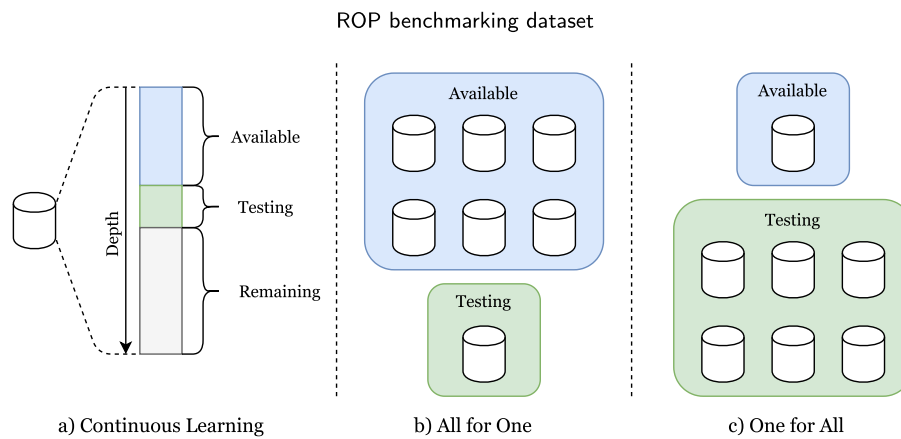 ROP benchmarking dataset
Depth
Available
Testing
Remaining
a) Continuous Learning
Available
Testing
b) All for One
Available
Testing
c) One for All